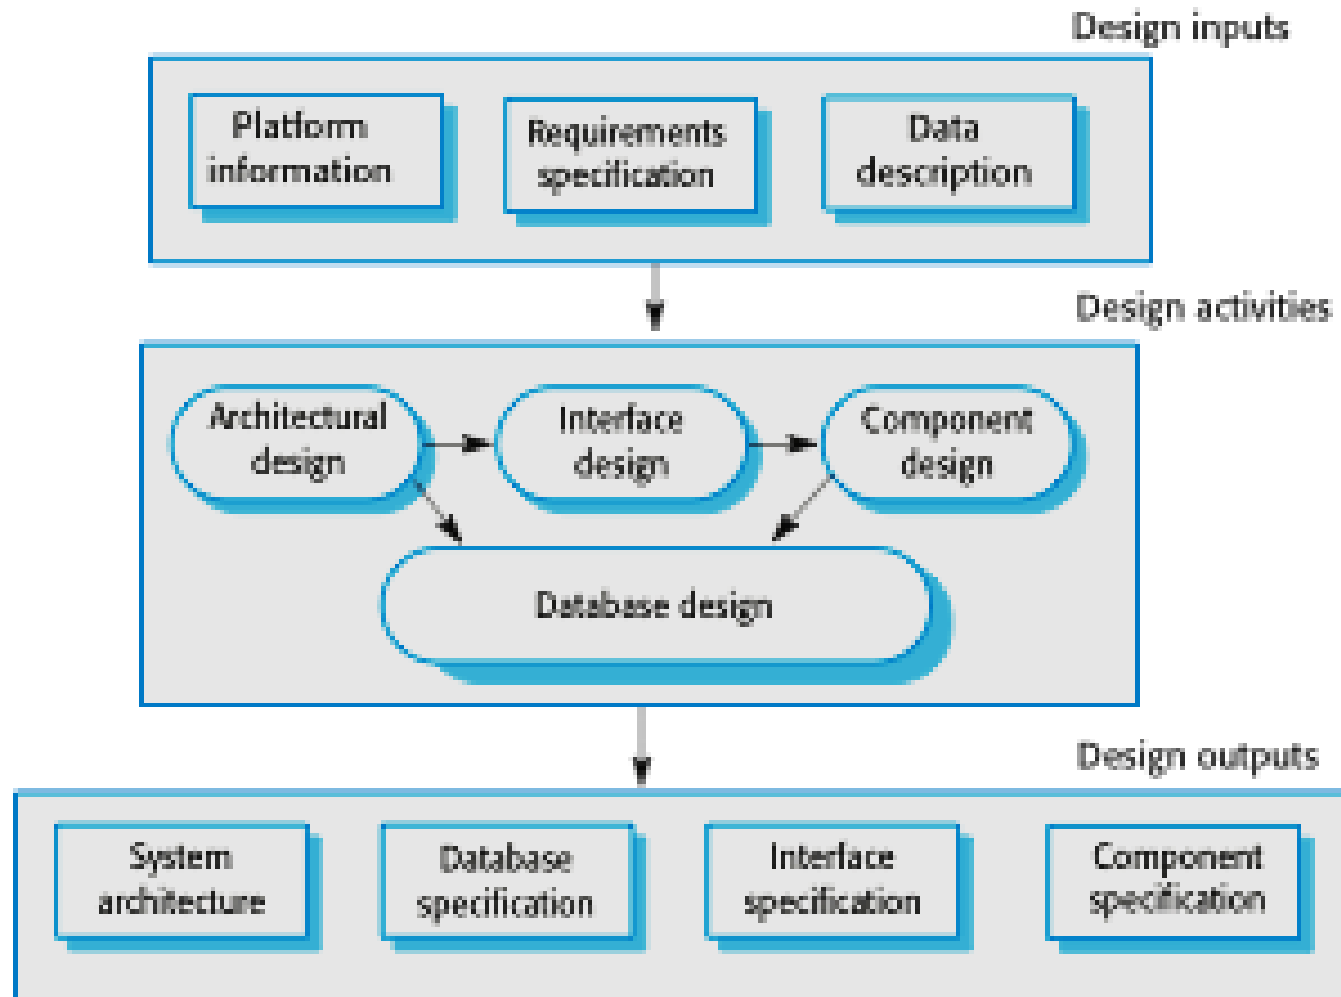 Design inputs
Platform
information
Requirements
specification
Data
description
Design activities
Architectural
design
Interface
design
Component
design
Database design
Design outputs
System
architecture
Database
specification
Interface
specification
Component
specification